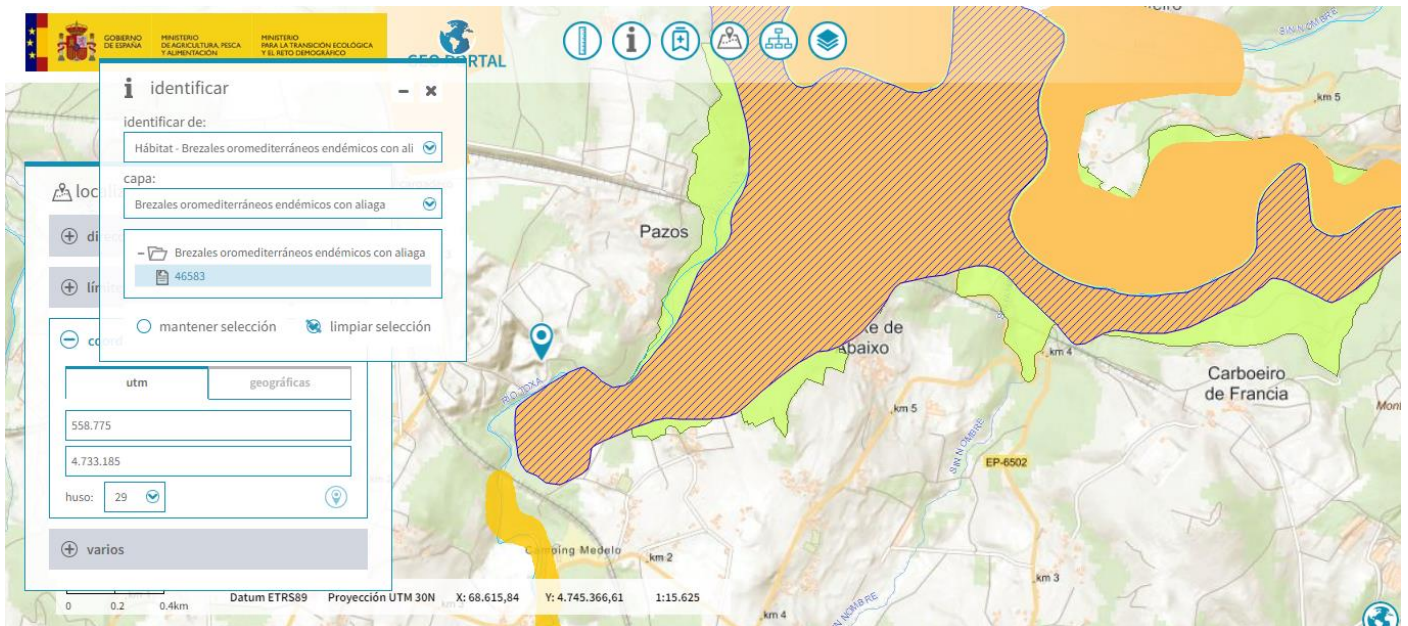 GOBIERNO
DE ESPAÑA
MINISTERIO
DE AGRICULTURA, PESCA
Y ALIMENTACIÓN
MINISTERIO
PARA LA TRANSICIÓN ECOLÓGICA
Y EL RETO DEMOGRÁFICO
identificar
identificar de:
Hábitat - Brezales oromediterráneos endémicos con ali
capa:
Brezales oromediterráneos endémicos con aliaga
Brezales oromediterráneos endémicos con aliaga
46583
mantener selección
limpiar selección
utm
geográficas
558.775
4.733.185
huso:
29
varios
0 0.2 0.4km
Datum ETRS89 Proyección UTM 30N X: 68.615,84 Y: 4.745.366,61 1:15.625
km 5
SIN NOMBRE
Pazos
Abaixo
km 4
Carboeiro
de Francia
km 5
SIN NOMBRE
EP-6502
Camping Medelo
km 2
km 3
km 4